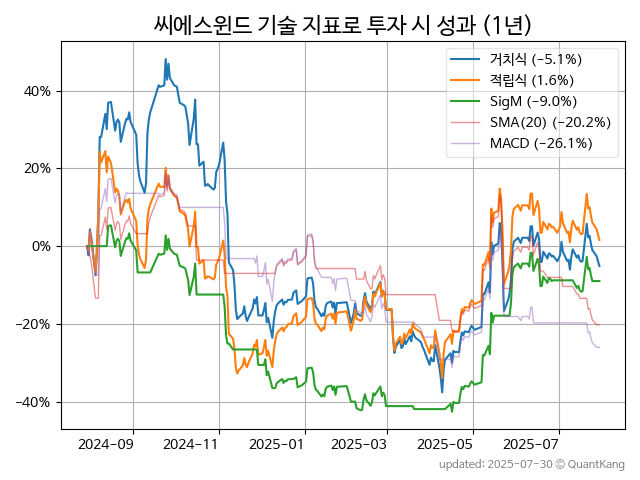 씨에스윈드 기술 지표로 투자 시 성과 (1년)
거치식 (−5.1%)
적립식 (1.6%)
SigM (−9.0%)
SMA(20) (−20.2%)
MACD (−26.1%)
40%
20%
0%
−20%
−40%
2024-09 2024-11 2025-01 2025-03 2025-05 2025-07
updated: 2025-07-30 © QuantKang